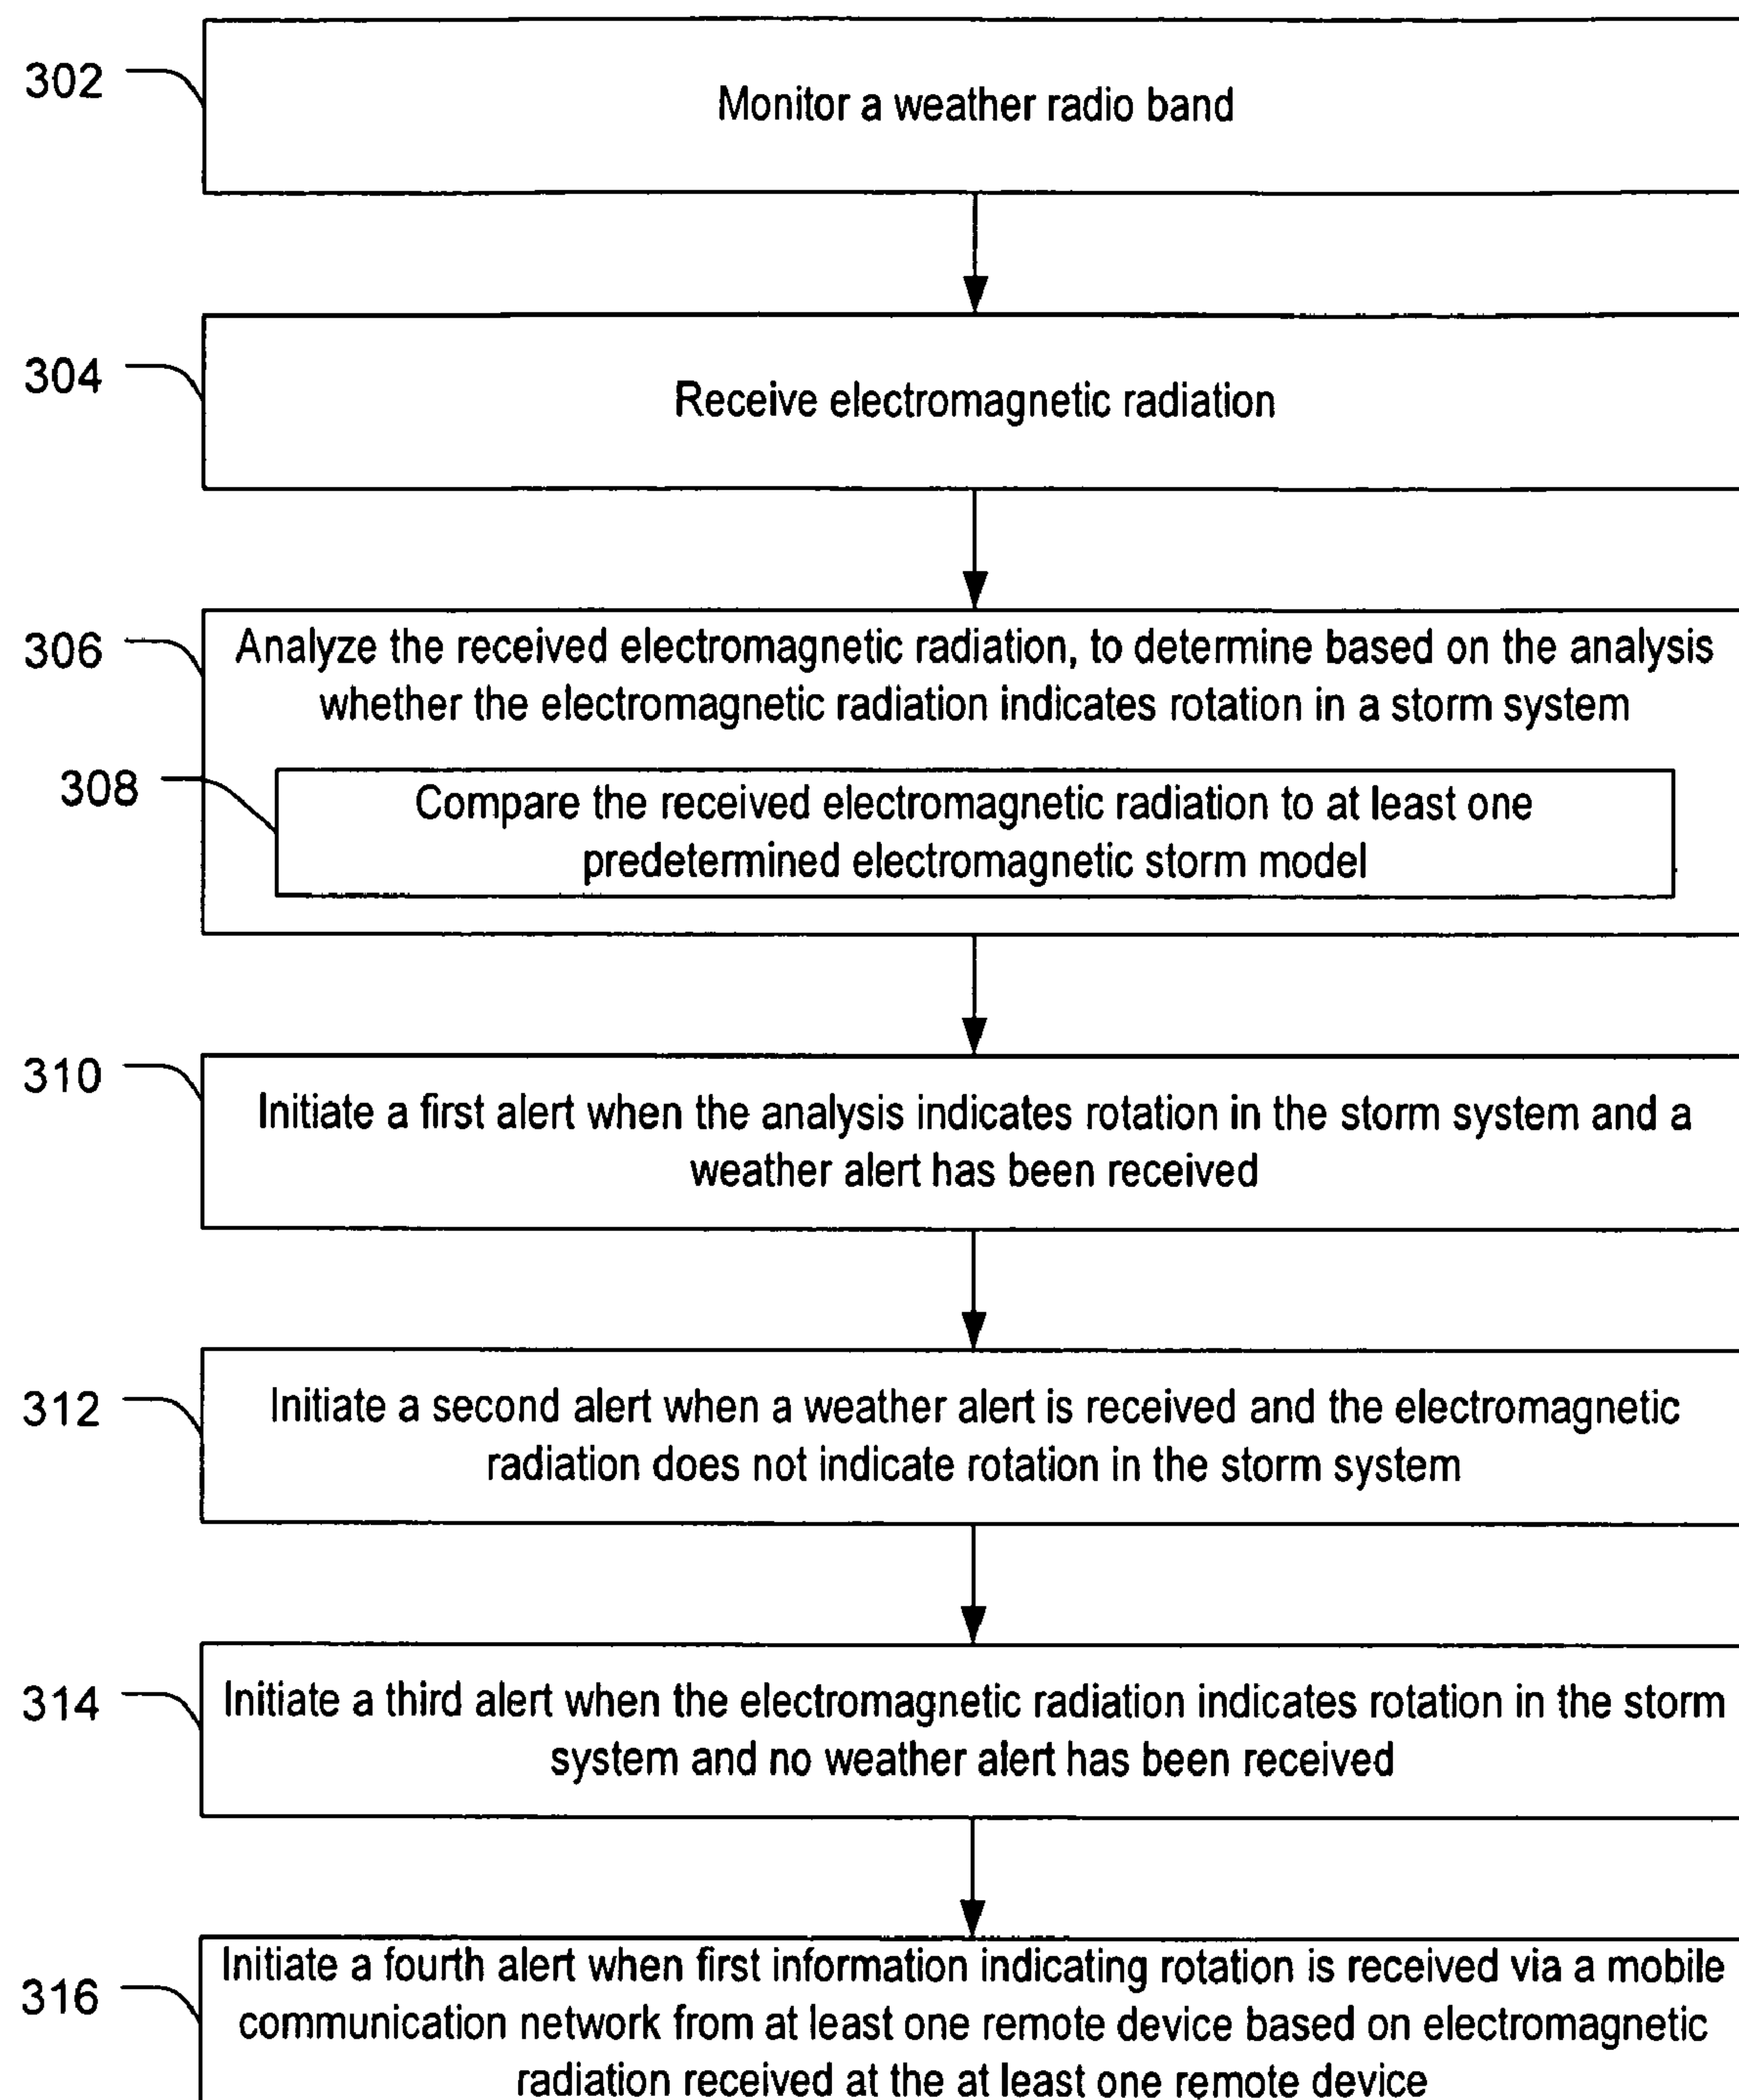 302
Monitor a weather radio band
304
Receive electromagnetic radiation
306
Analyze the received electromagnetic radiation, to determine based on the analysis
whether the electromagnetic radiation indicates rotation in a storm system
308
Compare the received electromagnetic radiation to at least one
predetermined electromagnetic storm model
310
Initiate a first alert when the analysis indicates rotation in the storm system and a
weather alert has been received
312
Initiate a second alert when a weather alert is received and the electromagnetic
radiation does not indicate rotation in the storm system
314
Initiate a third alert when the electromagnetic radiation indicates rotation in the storm
system and no weather alert has been received
316
Initiate a fourth alert when first information indicating rotation is received via a mobile
communication network from at least one remote device based on electromagnetic
radiation received at the at least one remote device